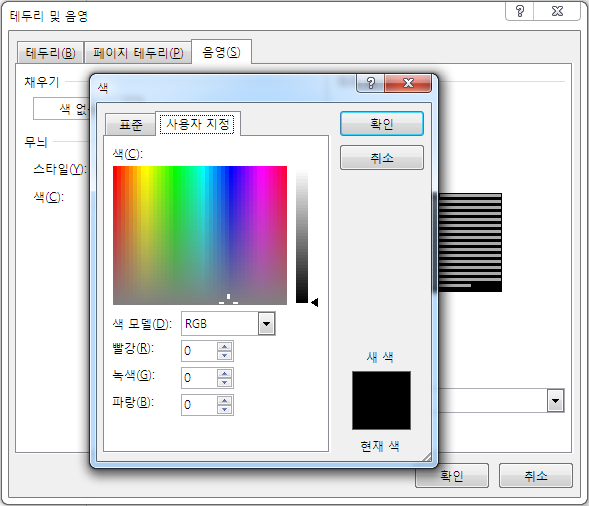 테두리 및 음영
테두리(B) 페이지 테두리(P) 음영(S)
채우기
색 없
무늬
스타일(Y):
색(C):
색
표준 사용자 지정
확인
취소
색(C):
색 모델(D): RGB
빨강(R): 0
녹색(G): 0
파랑(B): 0
새 색
현재 색
확인 취소